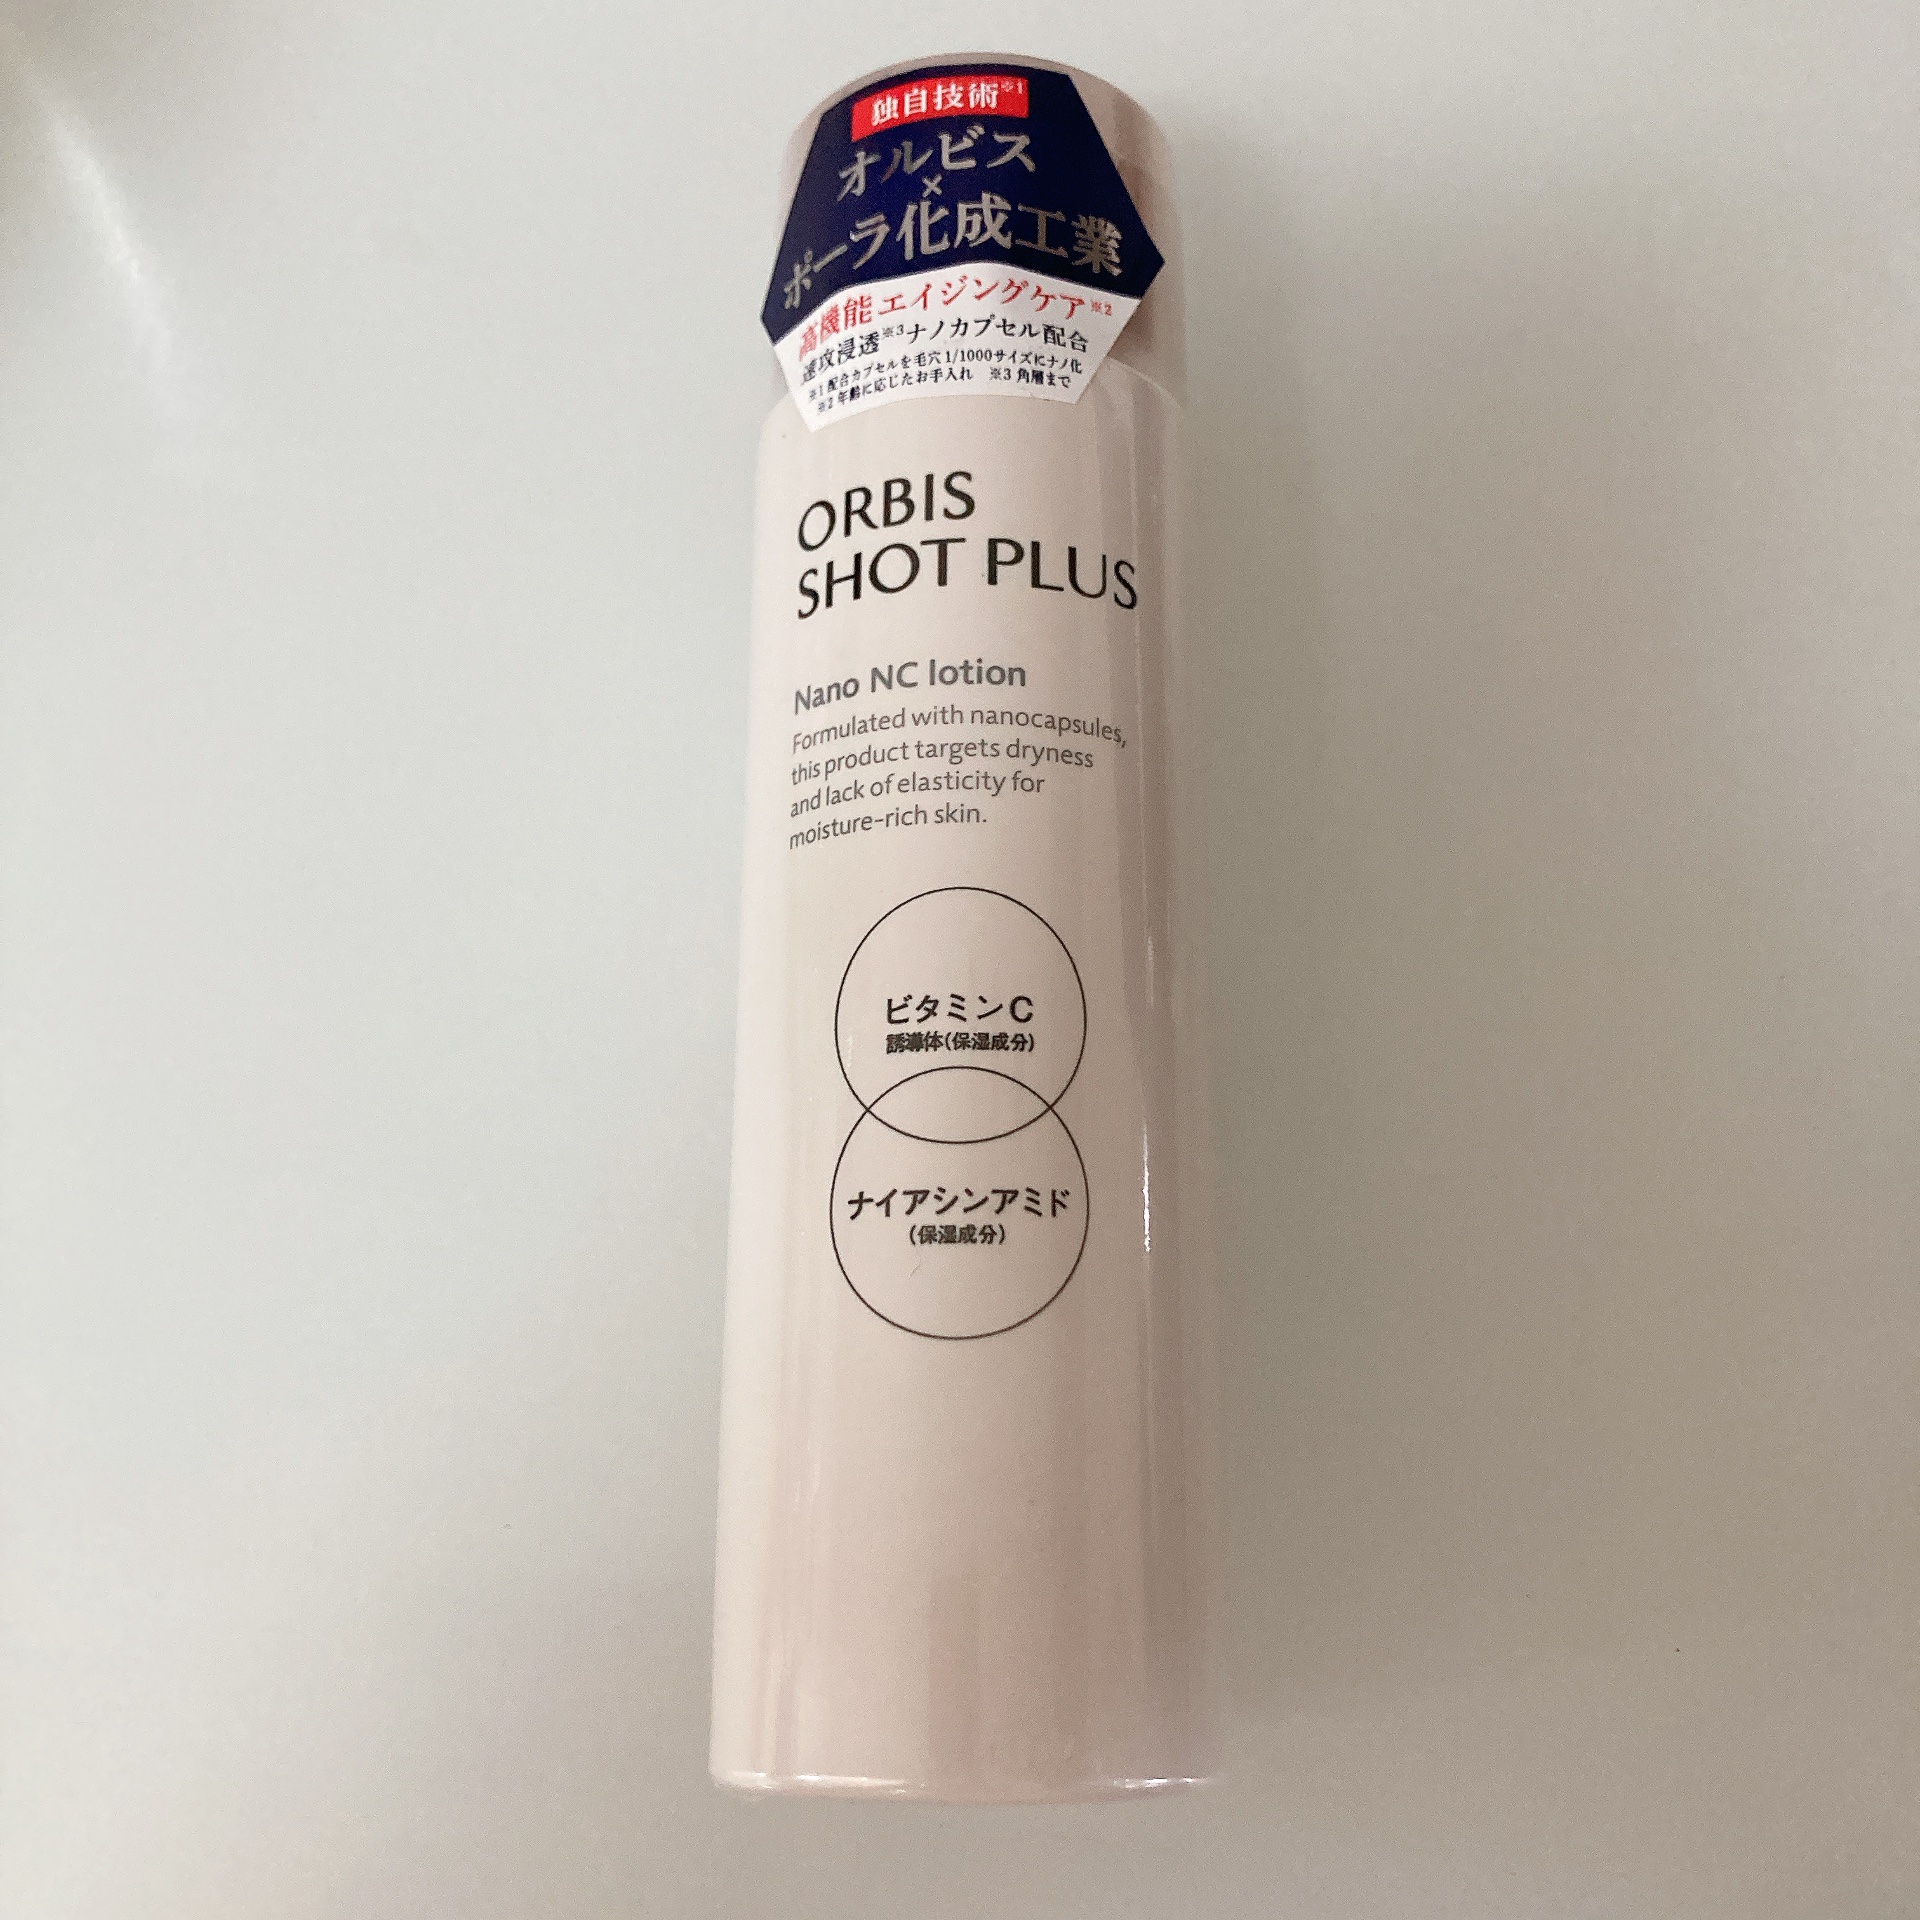 独自技術※1
オルビス
×
ポーラ化成工業
高機能エイジングケア※2
速攻浸透※3ナノカプセル配合
※1 配合カプセルを毛穴1/1000サイズにナノ化
※2 年齢に応じたお手入れ ※3 角層まで
ORBIS
SHOT PLUS
Nano NC lotion
Formulated with nanocapsules,
this product targets dryness
and lack of elasticity for
moisture-rich skin.
ビタミンC
誘導体(保湿成分)
ナイアシンアミド
(保湿成分)